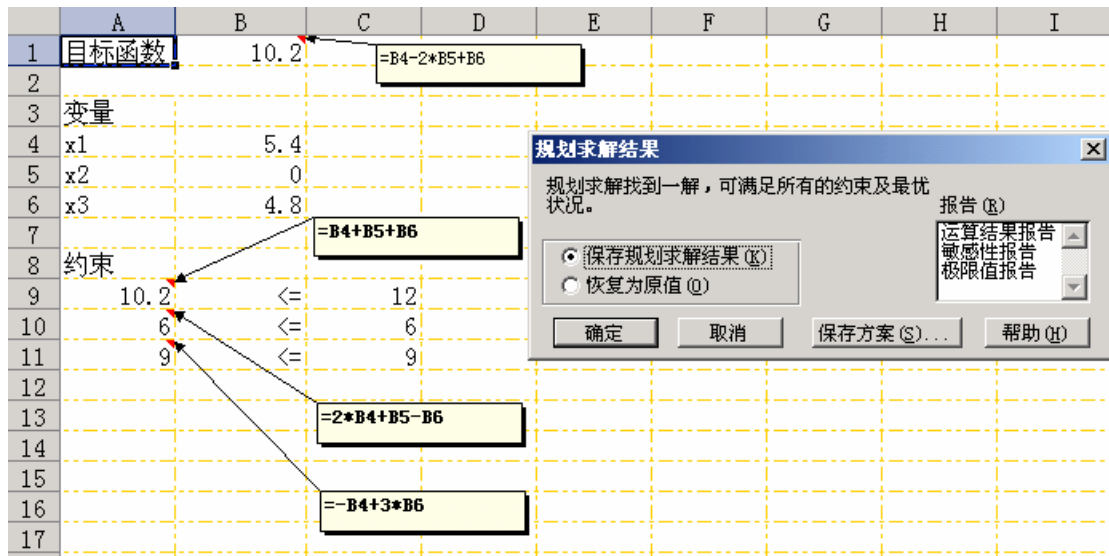 A B C D E F G H I
1 目标函数 10.2 =B4-2*B5+B6
2
3 变量
4 x1 5.4
5 x2 0
6 x3 4.8
7 =B4+B5+B6
8 约束
9 10.2 <= 12
10 6 <= 6
11 9 <= 9
12
13 =2*B4+B5-B6
14
15
16 =-B4+3*B6
17
规划求解结果
规划求解找到一解，可满足所有的约束及最优
状况。
报告(R)
运算结果报告
敏感性报告
极限值报告
保存规划求解结果(K)
恢复为原值(O)
确定 取消 保存方案(S)... 帮助(H)